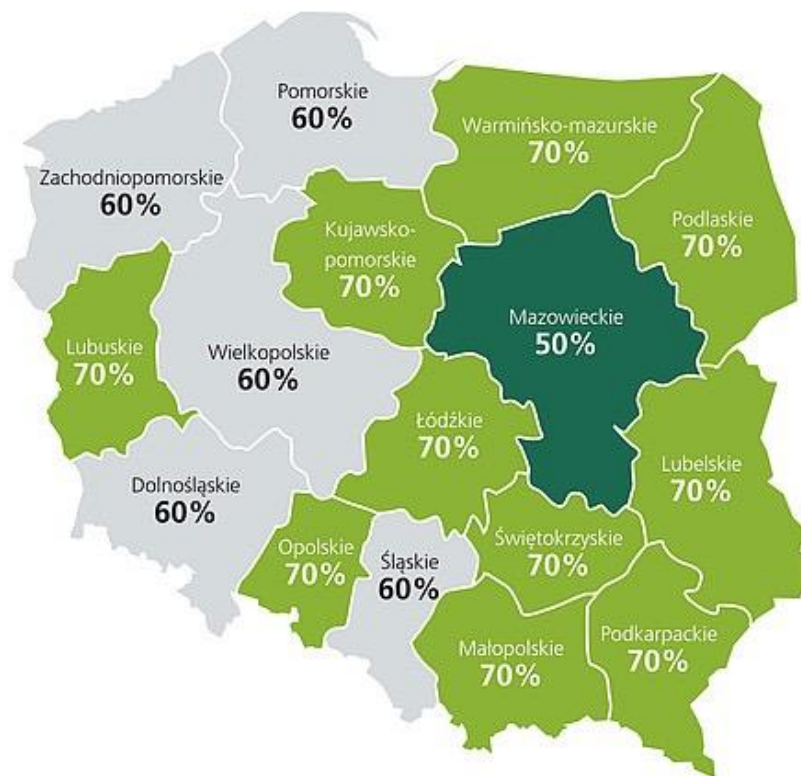 Pomorskie
60%
Warmińsko-mazurskie
70%
Zachodniopomorskie
60%
Podlaskie
70%
Kujawsko-
pomorskie
70%
Mazowieckie
50%
Lubuskie
70%
Wielkopolskie
60%
Łódźkie
70%
Lubelskie
70%
Dolnośląskie
60%
Opolskie
70%
Śląskie
60%
Świętokrzyskie
70%
Małopolskie
70%
Podkarpackie
70%